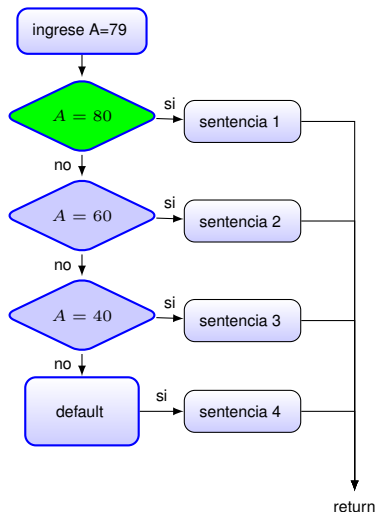 ingrese A=79
A = 80
si
sentencia 1
no
A = 60
si
sentencia 2
no
A = 40
si
sentencia 3
no
default
si
sentencia 4
return